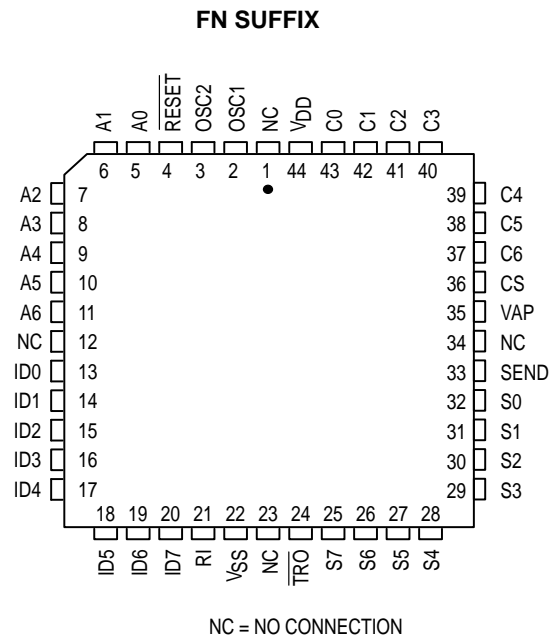 FN SUFFIX
A1 A0 RESET OSC2 OSC1 NC VDD C0 C1 C2 C3
6 5 4 3 2 1 44 43 42 41 40
A2 7 39 C4
A3 8 38 C5
A4 9 37 C6
A5 10 36 CS
A6 11 35 VAP
NC 12 34 NC
ID0 13 33 SEND
ID1 14 32 S0
ID2 15 31 S1
ID3 16 30 S2
ID4 17 29 S3
18 19 20 21 22 23 24 25 26 27 28
ID5 ID6 ID7 RI VSS NC TRO S7 S6 S5 S4
NC = NO CONNECTION